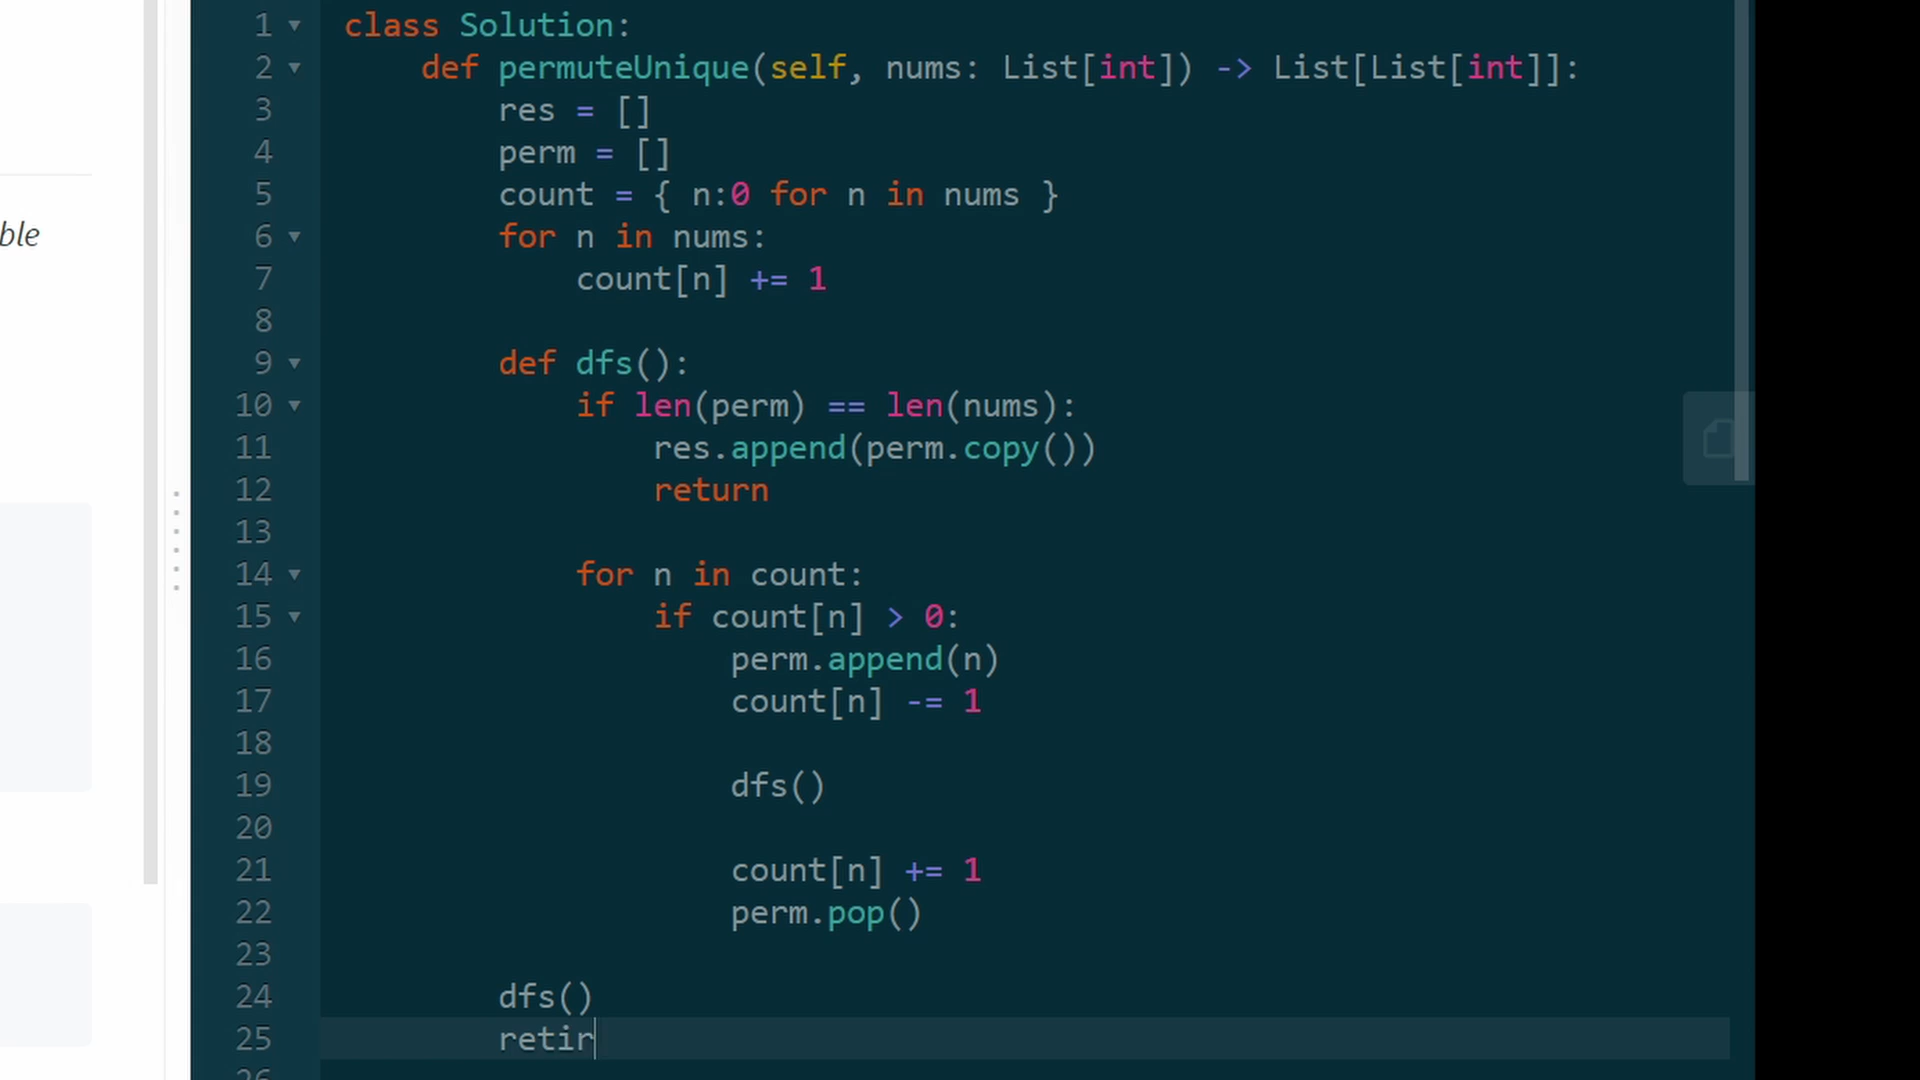 ble
1 class Solution:
2     def permuteUnique(self, nums: List[int]) -> List[List[int]]:
3         res = []
4         perm = []
5         count = { n:0 for n in nums }
6         for n in nums:
7             count[n] += 1
8
9         def dfs():
10             if len(perm) == len(nums):
11                 res.append(perm.copy())
12                 return
13
14             for n in count:
15                 if count[n] > 0:
16                     perm.append(n)
17                     count[n] -= 1
18
19                     dfs()
20
21                     count[n] += 1
22                     perm.pop()
23
24         dfs()
25         retir
26